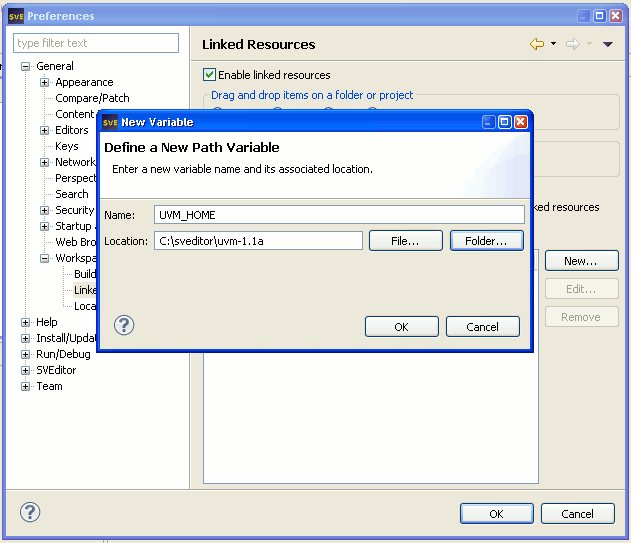 SVE Preferences
type filter text
Linked Resources
General
Appearance
Compare/Patch
Content
Editors
Keys
Network
Perspect
Search
Security
Startup
Web Bro
Workspa
Build
Linke
Loca
Help
Install/Updat
Run/Debug
SVEditor
Team
Enable linked resources
Drag and drop items on a folder or project
SVE New Variable
Define a New Path Variable
Enter a new variable name and its associated location.
Name: UVM_HOME
Location: C:\sveditor\uvm-1.1a File... Folder...
? OK Cancel
ked resources
New...
Edit...
Remove
? OK Cancel